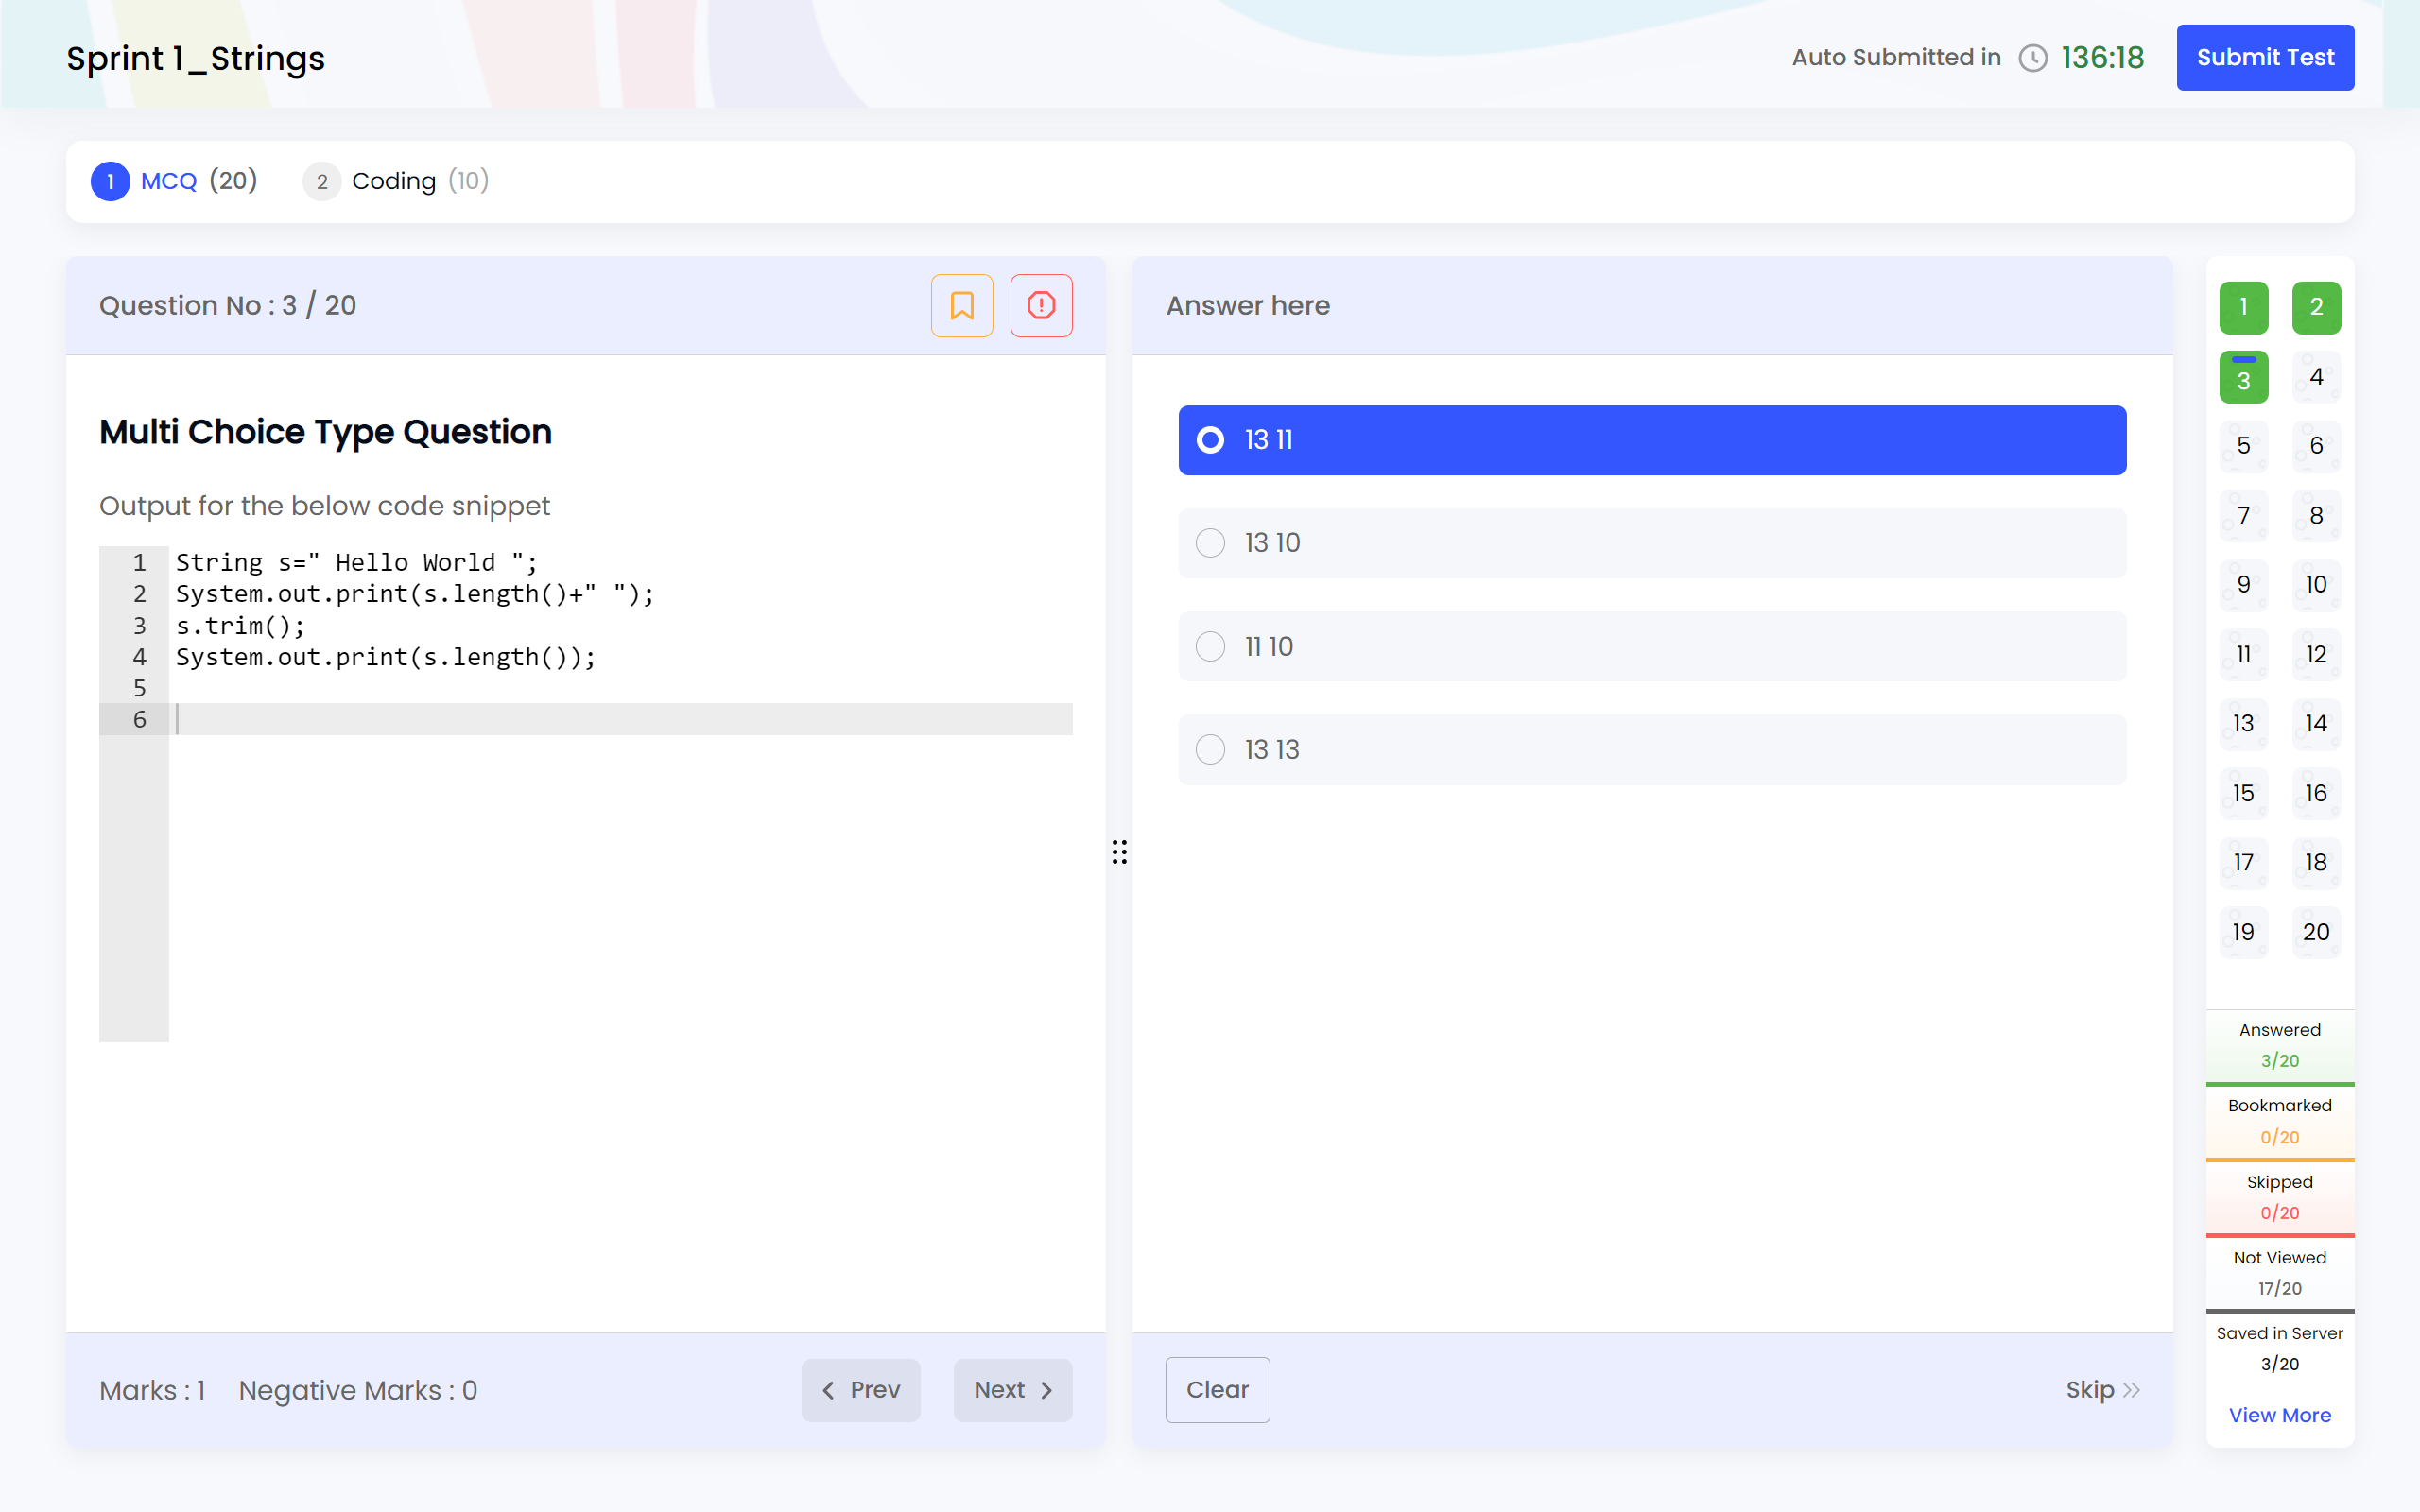 Sprint 1_Strings
Auto Submitted in 136:18
Submit Test
1 MCQ (20)
2 Coding (10)
Question No : 3 / 20
Multi Choice Type Question
Output for the below code snippet
1 String s=" Hello World ";
2 System.out.print(s.length()+" ");
3 s.trim();
4 System.out.print(s.length());
5
6
Marks : 1 Negative Marks : 0
Prev
Next
Answer here
13 11
13 10
11 10
13 13
Clear
Skip
1 2
3 4
5 6
7 8
9 10
11 12
13 14
15 16
17 18
19 20
Answered
3/20
Bookmarked
0/20
Skipped
0/20
Not Viewed
17/20
Saved in Server
3/20
View More